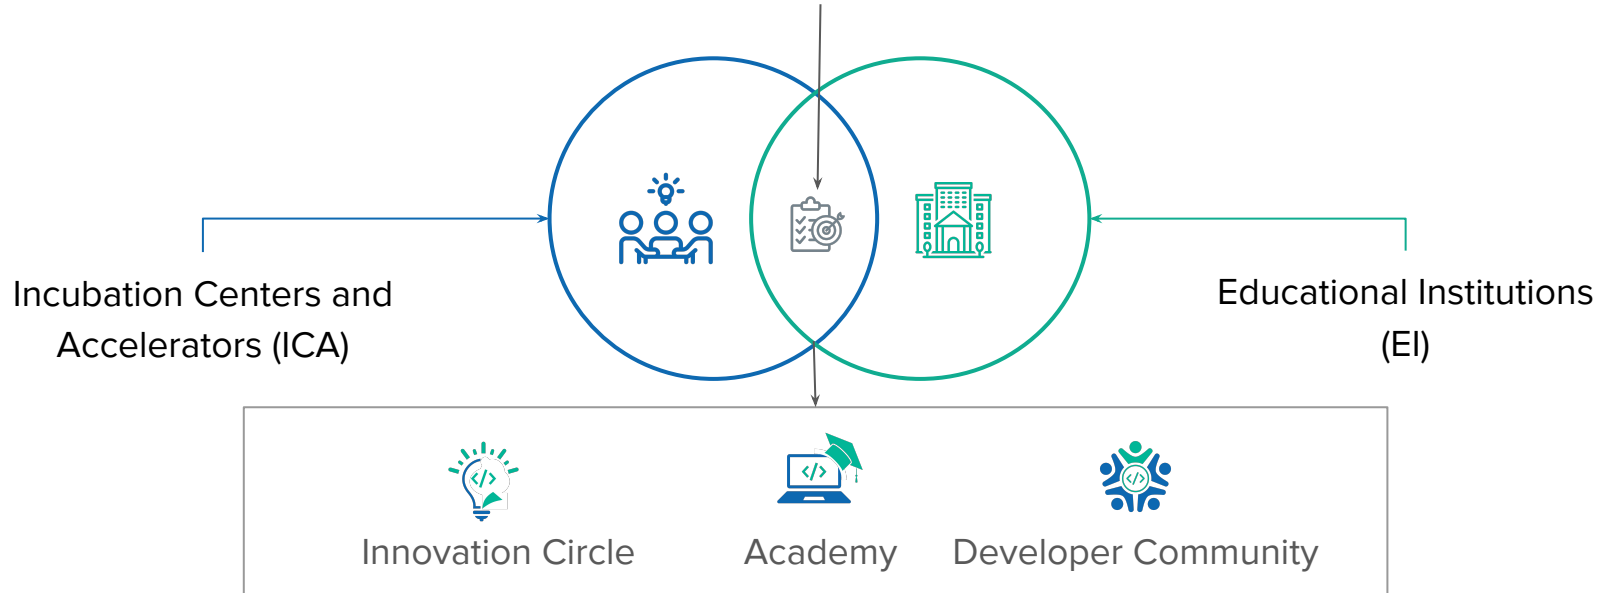 Incubation Centers and
Accelerators (ICA)
Educational Institutions
(EI)
</>
</>
</>
Innovation Circle
Academy
Developer Community